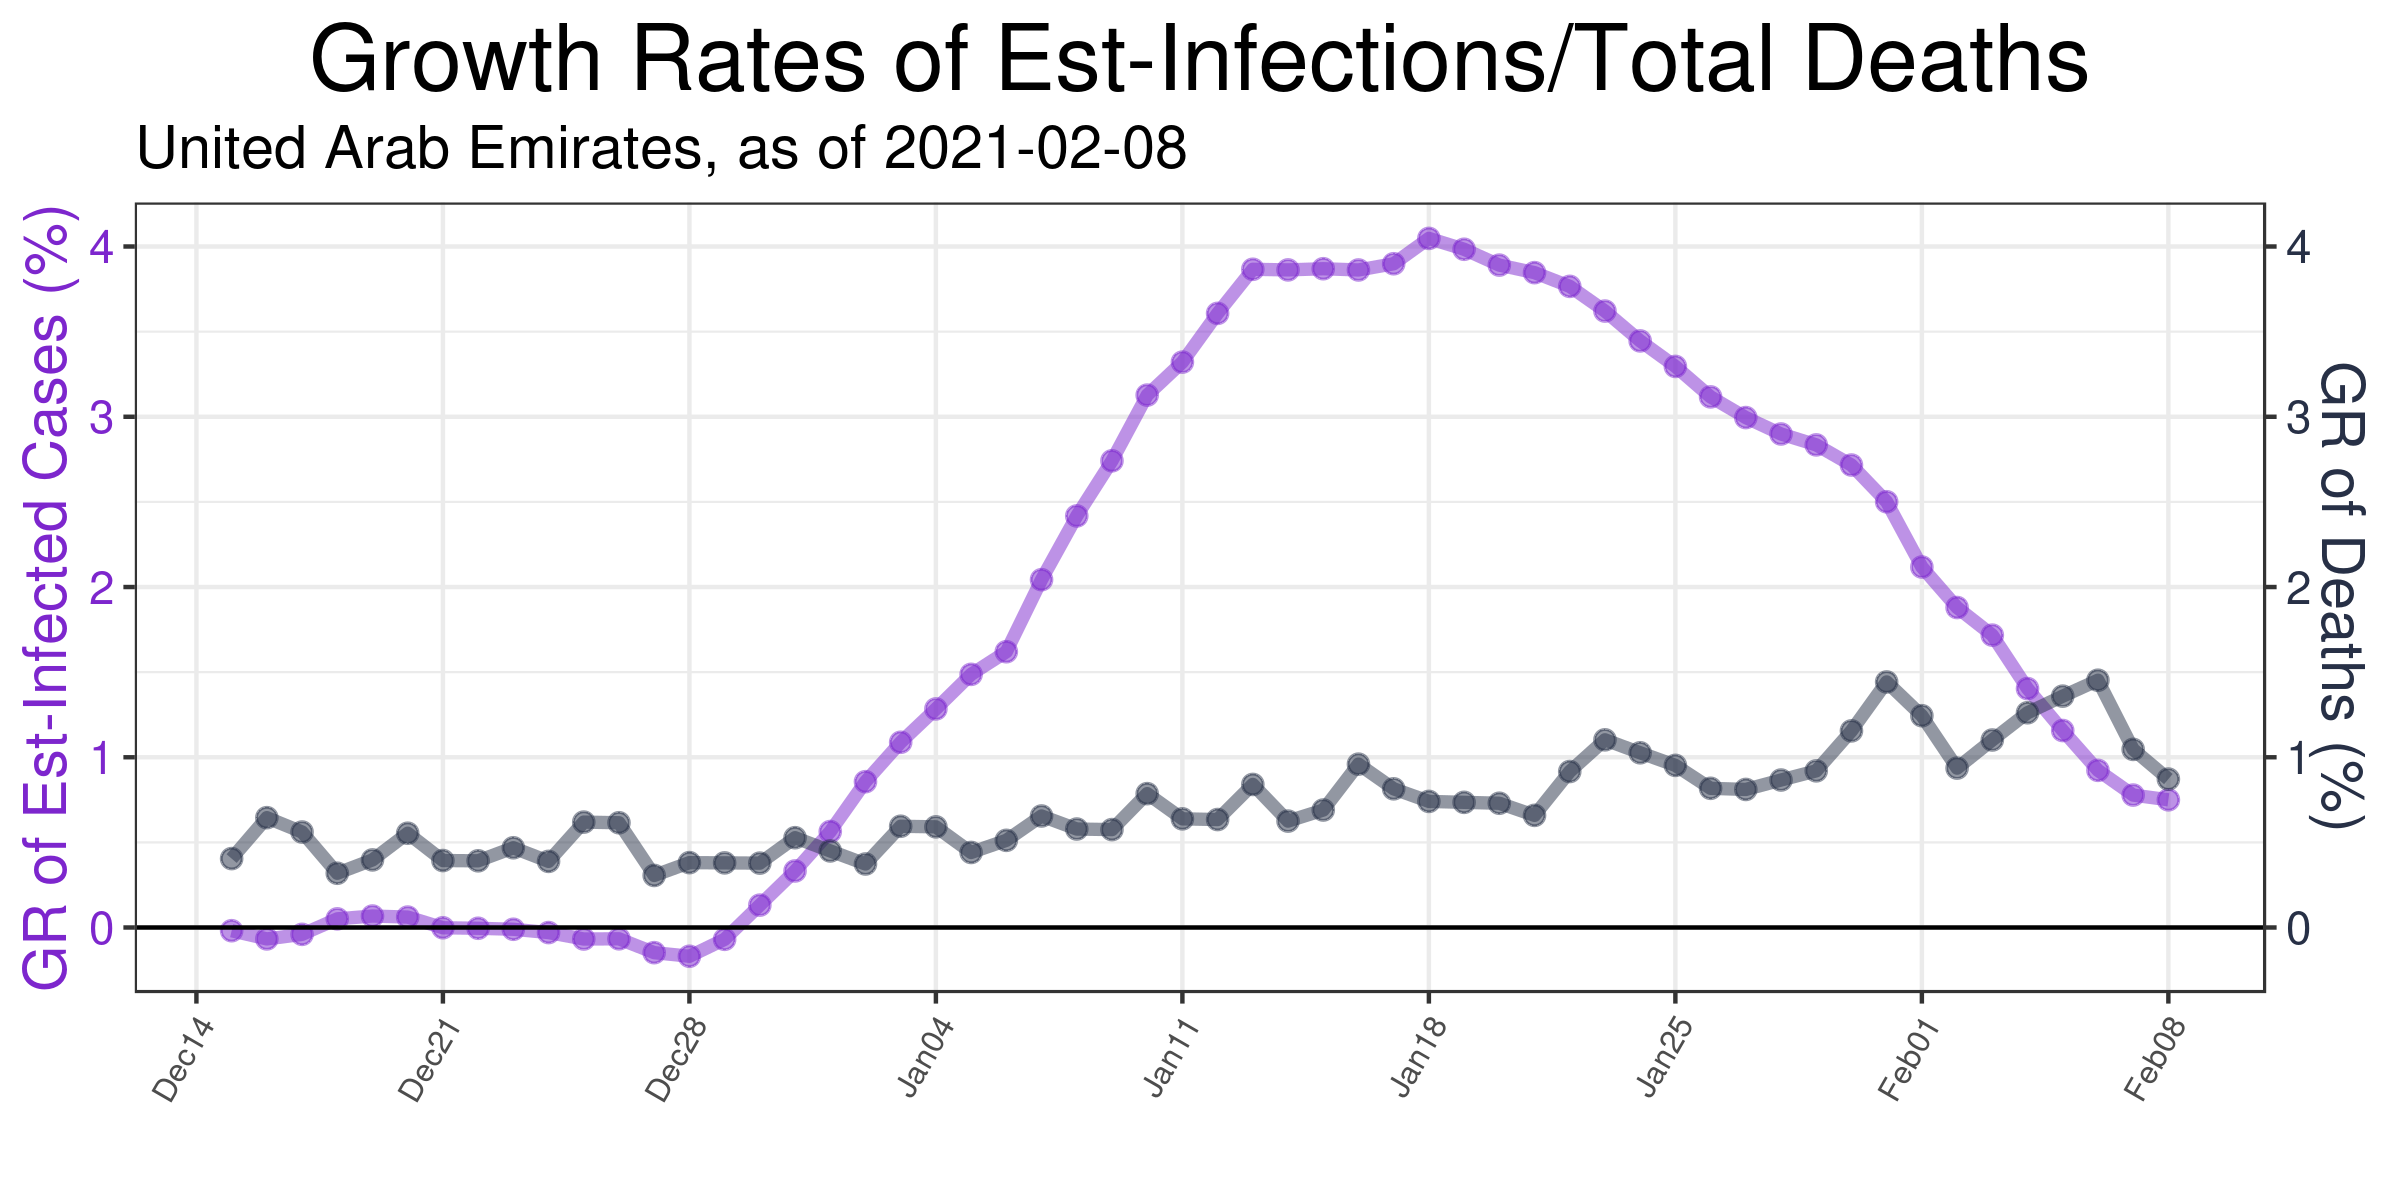 Growth Rates of Est-Infections/Total Deaths
United Arab Emirates, as of 2021-02-08
GR of Est-Infected Cases (%)
4
3
2
1
0
4
3
2
1
0
GR of Deaths (%)
Dec14
Dec21
Dec28
Jan04
Jan11
Jan18
Jan25
Feb01
Feb08